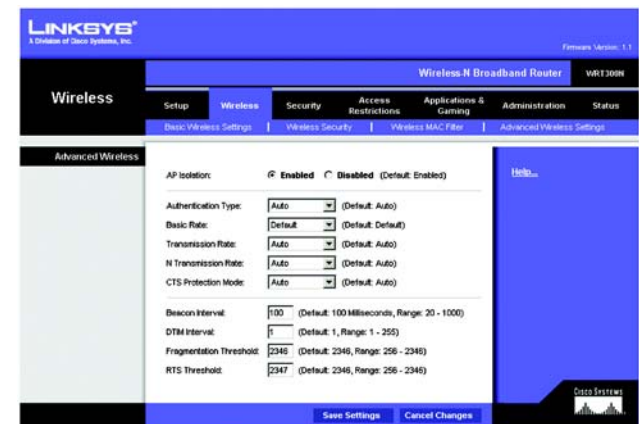 LINKSYS®
A Division of Cisco Systems, Inc.
Firmware Version: 1.1
Wireless-N Broadband Router WRT300N
Wireless
Setup Wireless Security Access Restrictions Applications & Gaming Administration Status
Basic Wireless Settings | Wireless Security | Wireless MAC Filter | Advanced Wireless Settings
Advanced Wireless
AP Isolation: Enabled Disabled (Default: Enabled)
Help...
Authentication Type: Auto (Default: Auto)
Basic Rate: Default (Default: Default)
Transmission Rate: Auto (Default: Auto)
N Transmission Rate: Auto (Default: Auto)
CTS Protection Mode: Auto (Default: Auto)
Beacon Interval: 100 (Default: 100 Milliseconds, Range: 20 - 1000)
DTIM Interval: 1 (Default: 1, Range: 1 - 255)
Fragmentation Threshold: 2346 (Default: 2346, Range: 256 - 2346)
RTS Threshold: 2347 (Default: 2346, Range: 256 - 2346)
Save Settings Cancel Changes
CISCO SYSTEMS